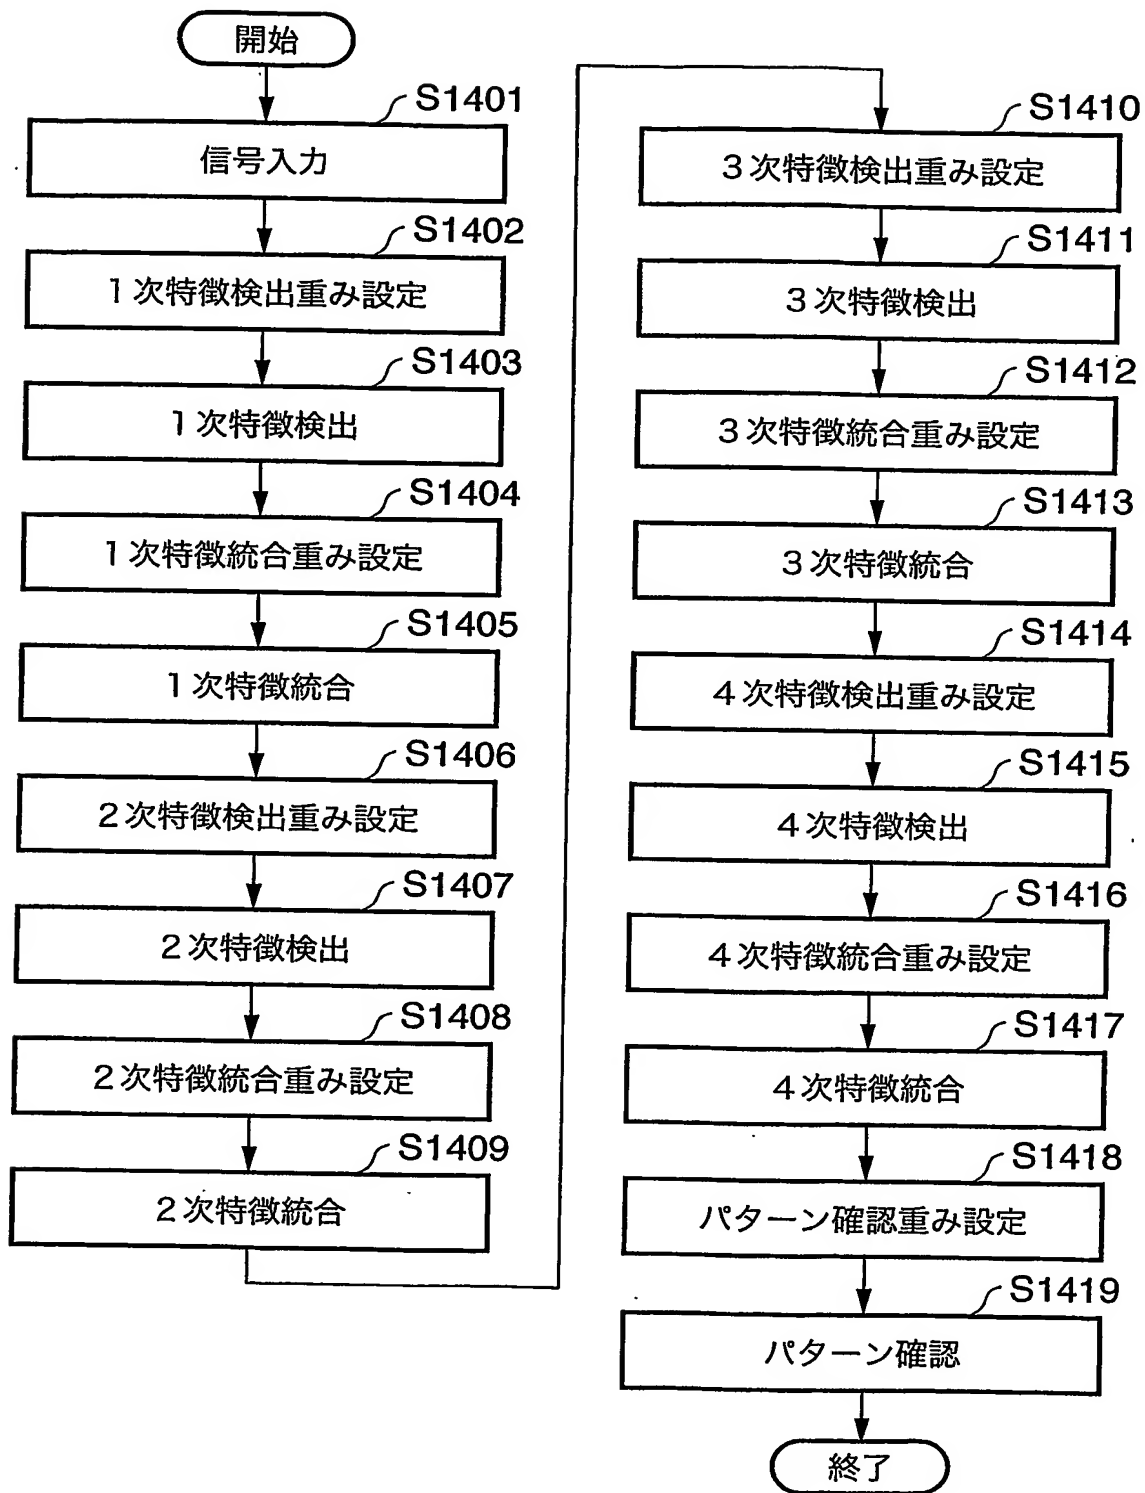 開始
S1401
信号入力
S1402
1次特徴検出重み設定
S1403
1次特徴検出
S1404
1次特徴統合重み設定
S1405
1次特徴統合
S1406
2次特徴検出重み設定
S1407
2次特徴検出
S1408
2次特徴統合重み設定
S1409
2次特徴統合
S1410
3次特徴検出重み設定
S1411
3次特徴検出
S1412
3次特徴統合重み設定
S1413
3次特徴統合
S1414
4次特徴検出重み設定
S1415
4次特徴検出
S1416
4次特徴統合重み設定
S1417
4次特徴統合
S1418
パターン確認重み設定
S1419
パターン確認
終了